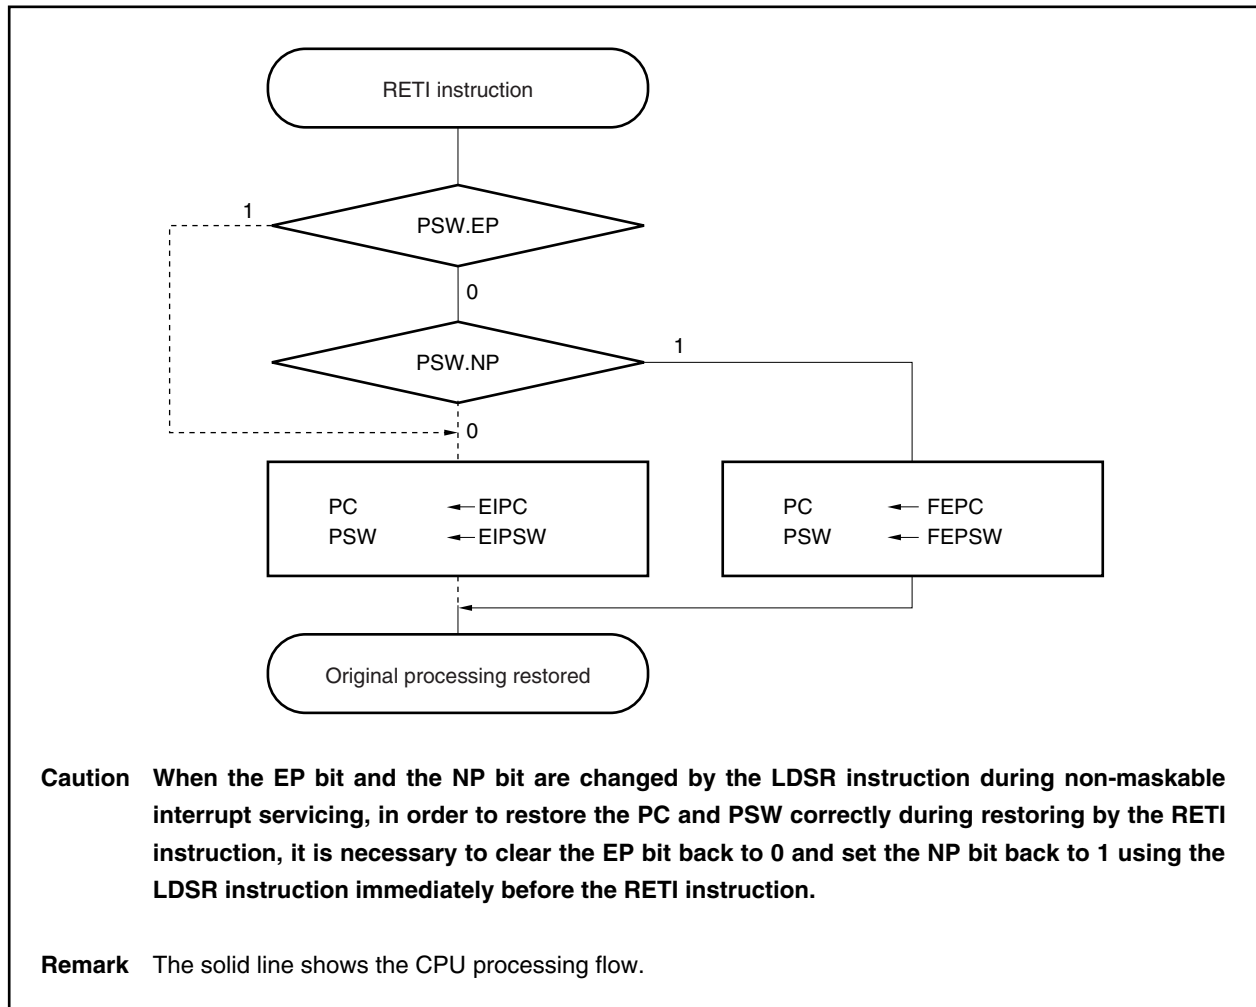 RETI instruction
1
PSW.EP
0
1
PSW.NP
0
PC ← EIPC
PSW ← EIPSW
PC ← FEPC
PSW ← FEPSW
Original processing restored
Caution When the EP bit and the NP bit are changed by the LDSR instruction during non-maskable
interrupt servicing, in order to restore the PC and PSW correctly during restoring by the RETI
instruction, it is necessary to clear the EP bit back to 0 and set the NP bit back to 1 using the
LDSR instruction immediately before the RETI instruction.
Remark The solid line shows the CPU processing flow.